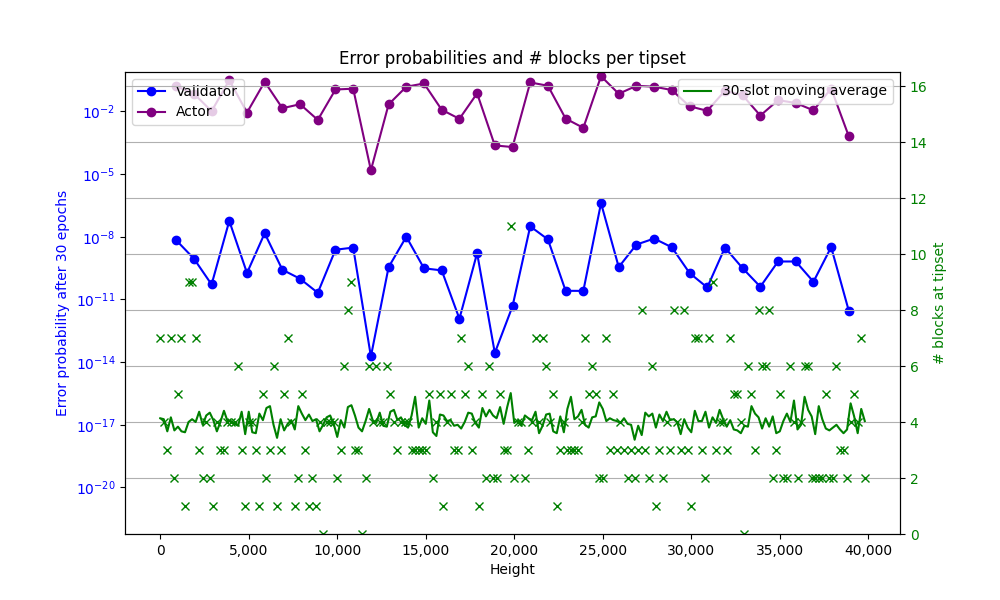 Error probabilities and # blocks per tipset
Validator
Actor
30-slot moving average
Error probability after 30 epochs
10⁻²
10⁻⁵
10⁻⁸
10⁻¹¹
10⁻¹⁴
10⁻¹⁷
10⁻²⁰
# blocks at tipset
16
14
12
10
8
6
4
2
0
0 5,000 10,000 15,000 20,000 25,000 30,000 35,000 40,000
Height